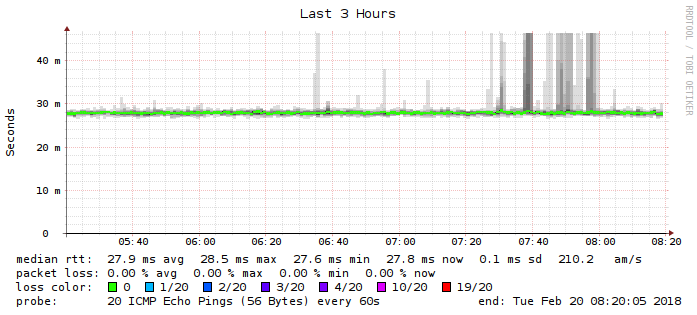 Last 3 Hours
RRDTOOL / TOBI OETIKER
Seconds
40 m
30 m
20 m
10 m
0
05:40 06:00 06:20 06:40 07:00 07:20 07:40 08:00 08:20
median rtt: 27.9 ms avg 28.5 ms max 27.6 ms min 27.8 ms now 0.1 ms sd 210.2 am/s
packet loss: 0.00 % avg 0.00 % max 0.00 % min 0.00 % now
loss color: 0 1/20 2/20 3/20 4/20 10/20 19/20
probe: 20 ICMP Echo Pings (56 Bytes) every 60s end: Tue Feb 20 08:20:05 2018